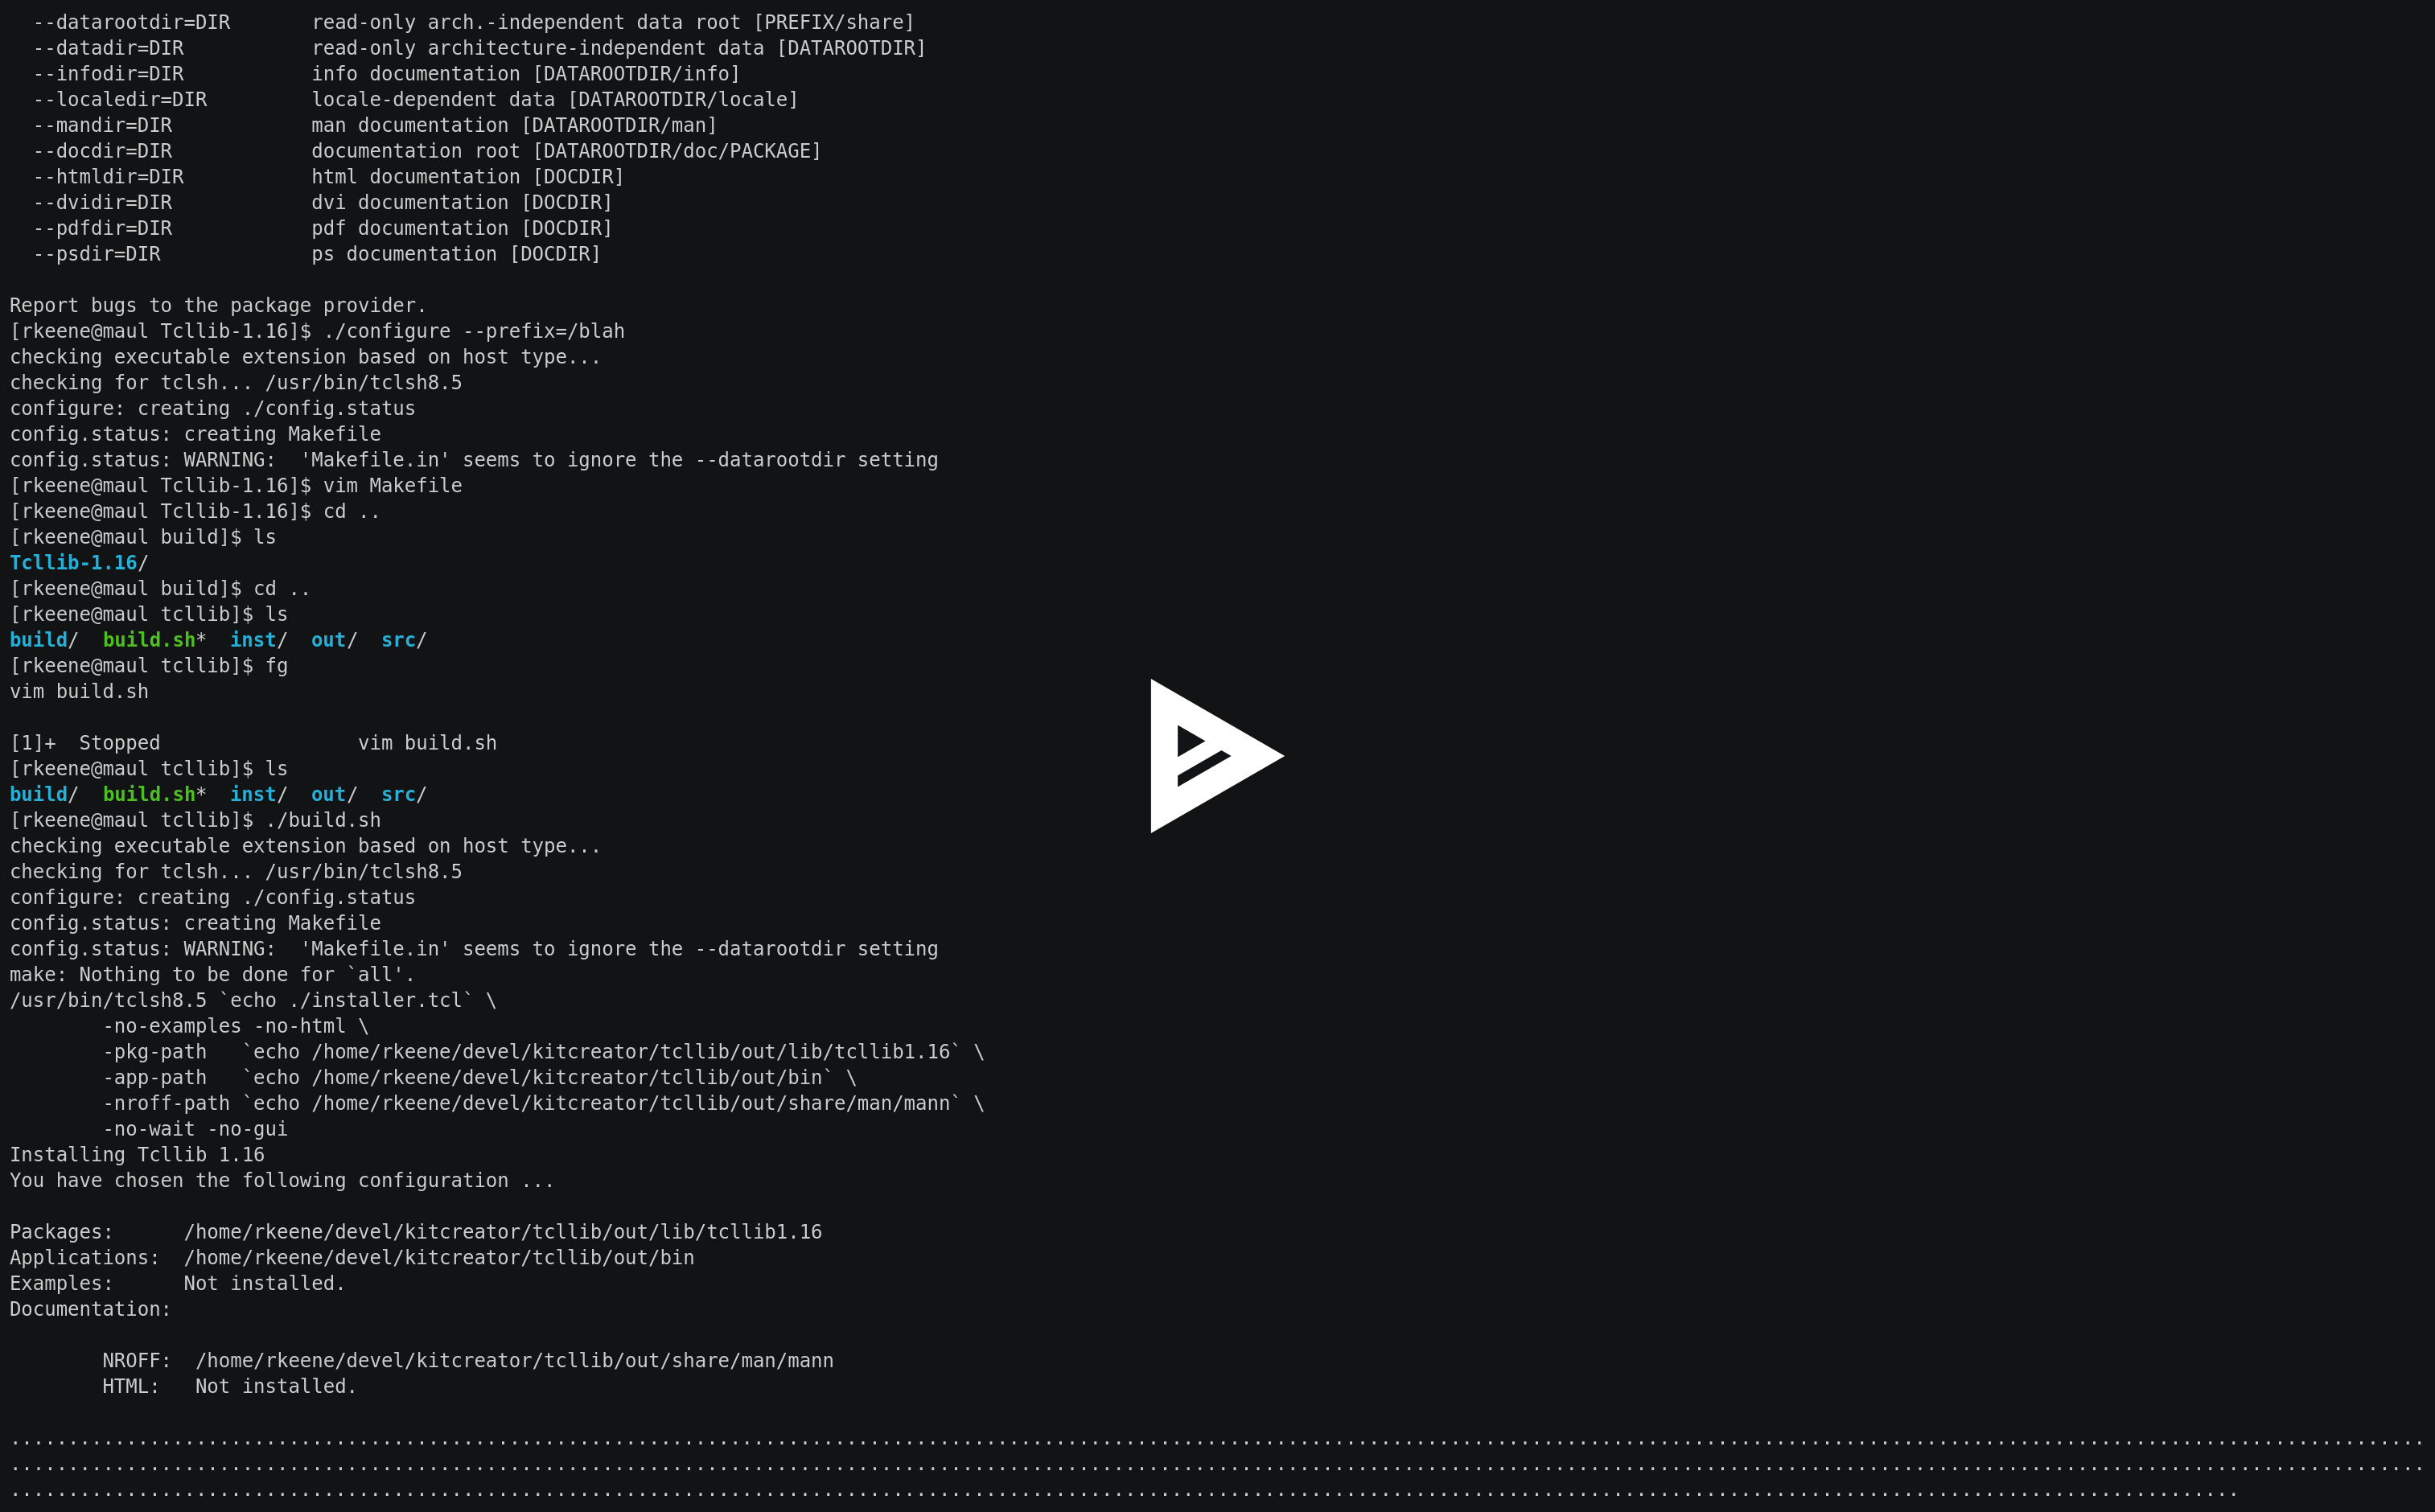 --datarootdir=DIR       read-only arch.-independent data root [PREFIX/share]
  --datadir=DIR           read-only architecture-independent data [DATAROOTDIR]
  --infodir=DIR           info documentation [DATAROOTDIR/info]
  --localedir=DIR         locale-dependent data [DATAROOTDIR/locale]
  --mandir=DIR            man documentation [DATAROOTDIR/man]
  --docdir=DIR            documentation root [DATAROOTDIR/doc/PACKAGE]
  --htmldir=DIR           html documentation [DOCDIR]
  --dvidir=DIR            dvi documentation [DOCDIR]
  --pdfdir=DIR            pdf documentation [DOCDIR]
  --psdir=DIR             ps documentation [DOCDIR]

Report bugs to the package provider.
[rkeene@maul Tcllib-1.16]$ ./configure --prefix=/blah
checking executable extension based on host type...
checking for tclsh... /usr/bin/tclsh8.5
configure: creating ./config.status
config.status: creating Makefile
config.status: WARNING:  'Makefile.in' seems to ignore the --datarootdir setting
[rkeene@maul Tcllib-1.16]$ vim Makefile
[rkeene@maul Tcllib-1.16]$ cd ..
[rkeene@maul build]$ ls
Tcllib-1.16/
[rkeene@maul build]$ cd ..
[rkeene@maul tcllib]$ ls
build/  build.sh*  inst/  out/  src/
[rkeene@maul tcllib]$ fg
vim build.sh

[1]+  Stopped                 vim build.sh
[rkeene@maul tcllib]$ ls
build/  build.sh*  inst/  out/  src/
[rkeene@maul tcllib]$ ./build.sh
checking executable extension based on host type...
checking for tclsh... /usr/bin/tclsh8.5
configure: creating ./config.status
config.status: creating Makefile
config.status: WARNING:  'Makefile.in' seems to ignore the --datarootdir setting
make: Nothing to be done for `all'.
/usr/bin/tclsh8.5 `echo ./installer.tcl` \
        -no-examples -no-html \
        -pkg-path   `echo /home/rkeene/devel/kitcreator/tcllib/out/lib/tcllib1.16` \
        -app-path   `echo /home/rkeene/devel/kitcreator/tcllib/out/bin` \
        -nroff-path `echo /home/rkeene/devel/kitcreator/tcllib/out/share/man/mann` \
        -no-wait -no-gui
Installing Tcllib 1.16
You have chosen the following configuration ...

Packages:      /home/rkeene/devel/kitcreator/tcllib/out/lib/tcllib1.16
Applications:  /home/rkeene/devel/kitcreator/tcllib/out/bin
Examples:      Not installed.
Documentation:

        NROFF:  /home/rkeene/devel/kitcreator/tcllib/out/share/man/mann
        HTML:   Not installed.

................................................................................................................................................................................................................
................................................................................................................................................................................................................
................................................................................................................................................................................................